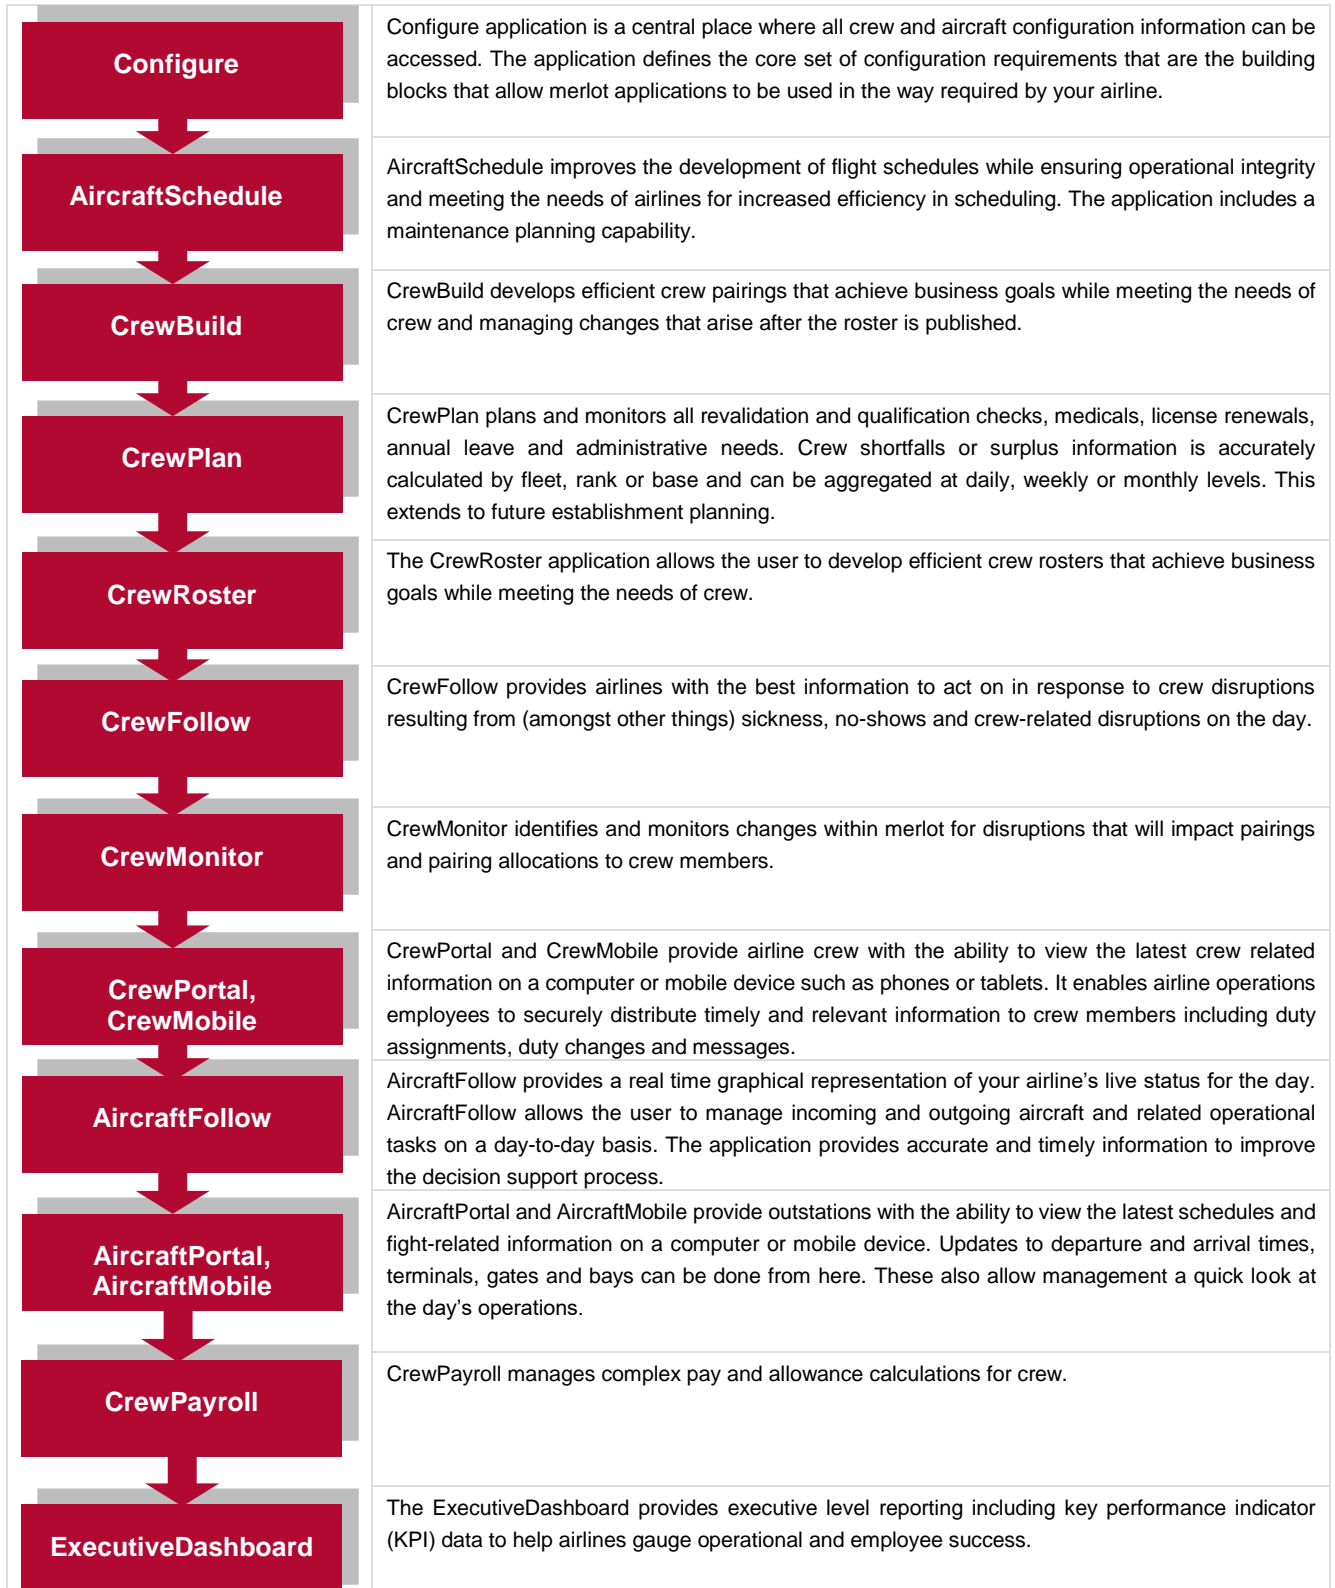 Configure
Configure application is a central place where all crew and aircraft configuration information can be
accessed. The application defines the core set of configuration requirements that are the building
blocks that allow merlot applications to be used in the way required by your airline.
AircraftSchedule
AircraftSchedule improves the development of flight schedules while ensuring operational integrity
and meeting the needs of airlines for increased efficiency in scheduling. The application includes a
maintenance planning capability.
CrewBuild
CrewBuild develops efficient crew pairings that achieve business goals while meeting the needs of
crew and managing changes that arise after the roster is published.
CrewPlan
CrewPlan plans and monitors all revalidation and qualification checks, medicals, license renewals,
annual leave and administrative needs. Crew shortfalls or surplus information is accurately
calculated by fleet, rank or base and can be aggregated at daily, weekly or monthly levels. This
extends to future establishment planning.
CrewRoster
The CrewRoster application allows the user to develop efficient crew rosters that achieve business
goals while meeting the needs of crew.
CrewFollow
CrewFollow provides airlines with the best information to act on in response to crew disruptions
resulting from (amongst other things) sickness, no-shows and crew-related disruptions on the day.
CrewMonitor
CrewMonitor identifies and monitors changes within merlot for disruptions that will impact pairings
and pairing allocations to crew members.
CrewPortal,
CrewMobile
CrewPortal and CrewMobile provide airline crew with the ability to view the latest crew related
information on a computer or mobile device such as phones or tablets. It enables airline operations
employees to securely distribute timely and relevant information to crew members including duty
assignments, duty changes and messages.
AircraftFollow
AircraftFollow provides a real time graphical representation of your airline's live status for the day.
AircraftFollow allows the user to manage incoming and outgoing aircraft and related operational
tasks on a day-to-day basis. The application provides accurate and timely information to improve
the decision support process.
AircraftPortal,
AircraftMobile
AircraftPortal and AircraftMobile provide outstations with the ability to view the latest schedules and
fight-related information on a computer or mobile device. Updates to departure and arrival times,
terminals, gates and bays can be done from here. These also allow management a quick look at
the day's operations.
CrewPayroll
CrewPayroll manages complex pay and allowance calculations for crew.
ExecutiveDashboard
The ExecutiveDashboard provides executive level reporting including key performance indicator
(KPI) data to help airlines gauge operational and employee success.